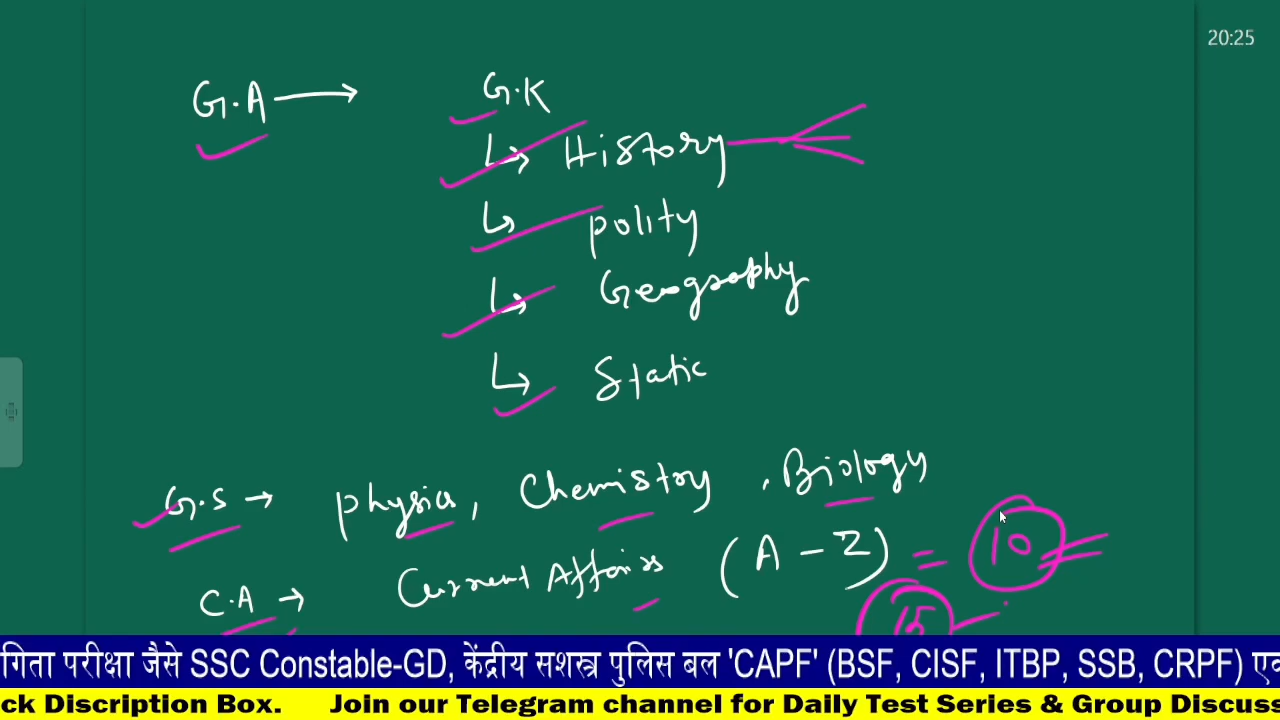 20:25
G.A → G.K
↳ History
↳ polity
↳ Geography
↳ Static
G.S → physics, Chemistry, Biology
C.A → Current Affairs (A - Z) = 10
15
गिता परीक्षा जैसे SSC Constable-GD, केंद्रीय सशस्त्र पुलिस बल 'CAPF' (BSF, CISF, ITBP, SSB, CRPF) एव
ck Discription Box. Join our Telegram channel for Daily Test Series & Group Discuss